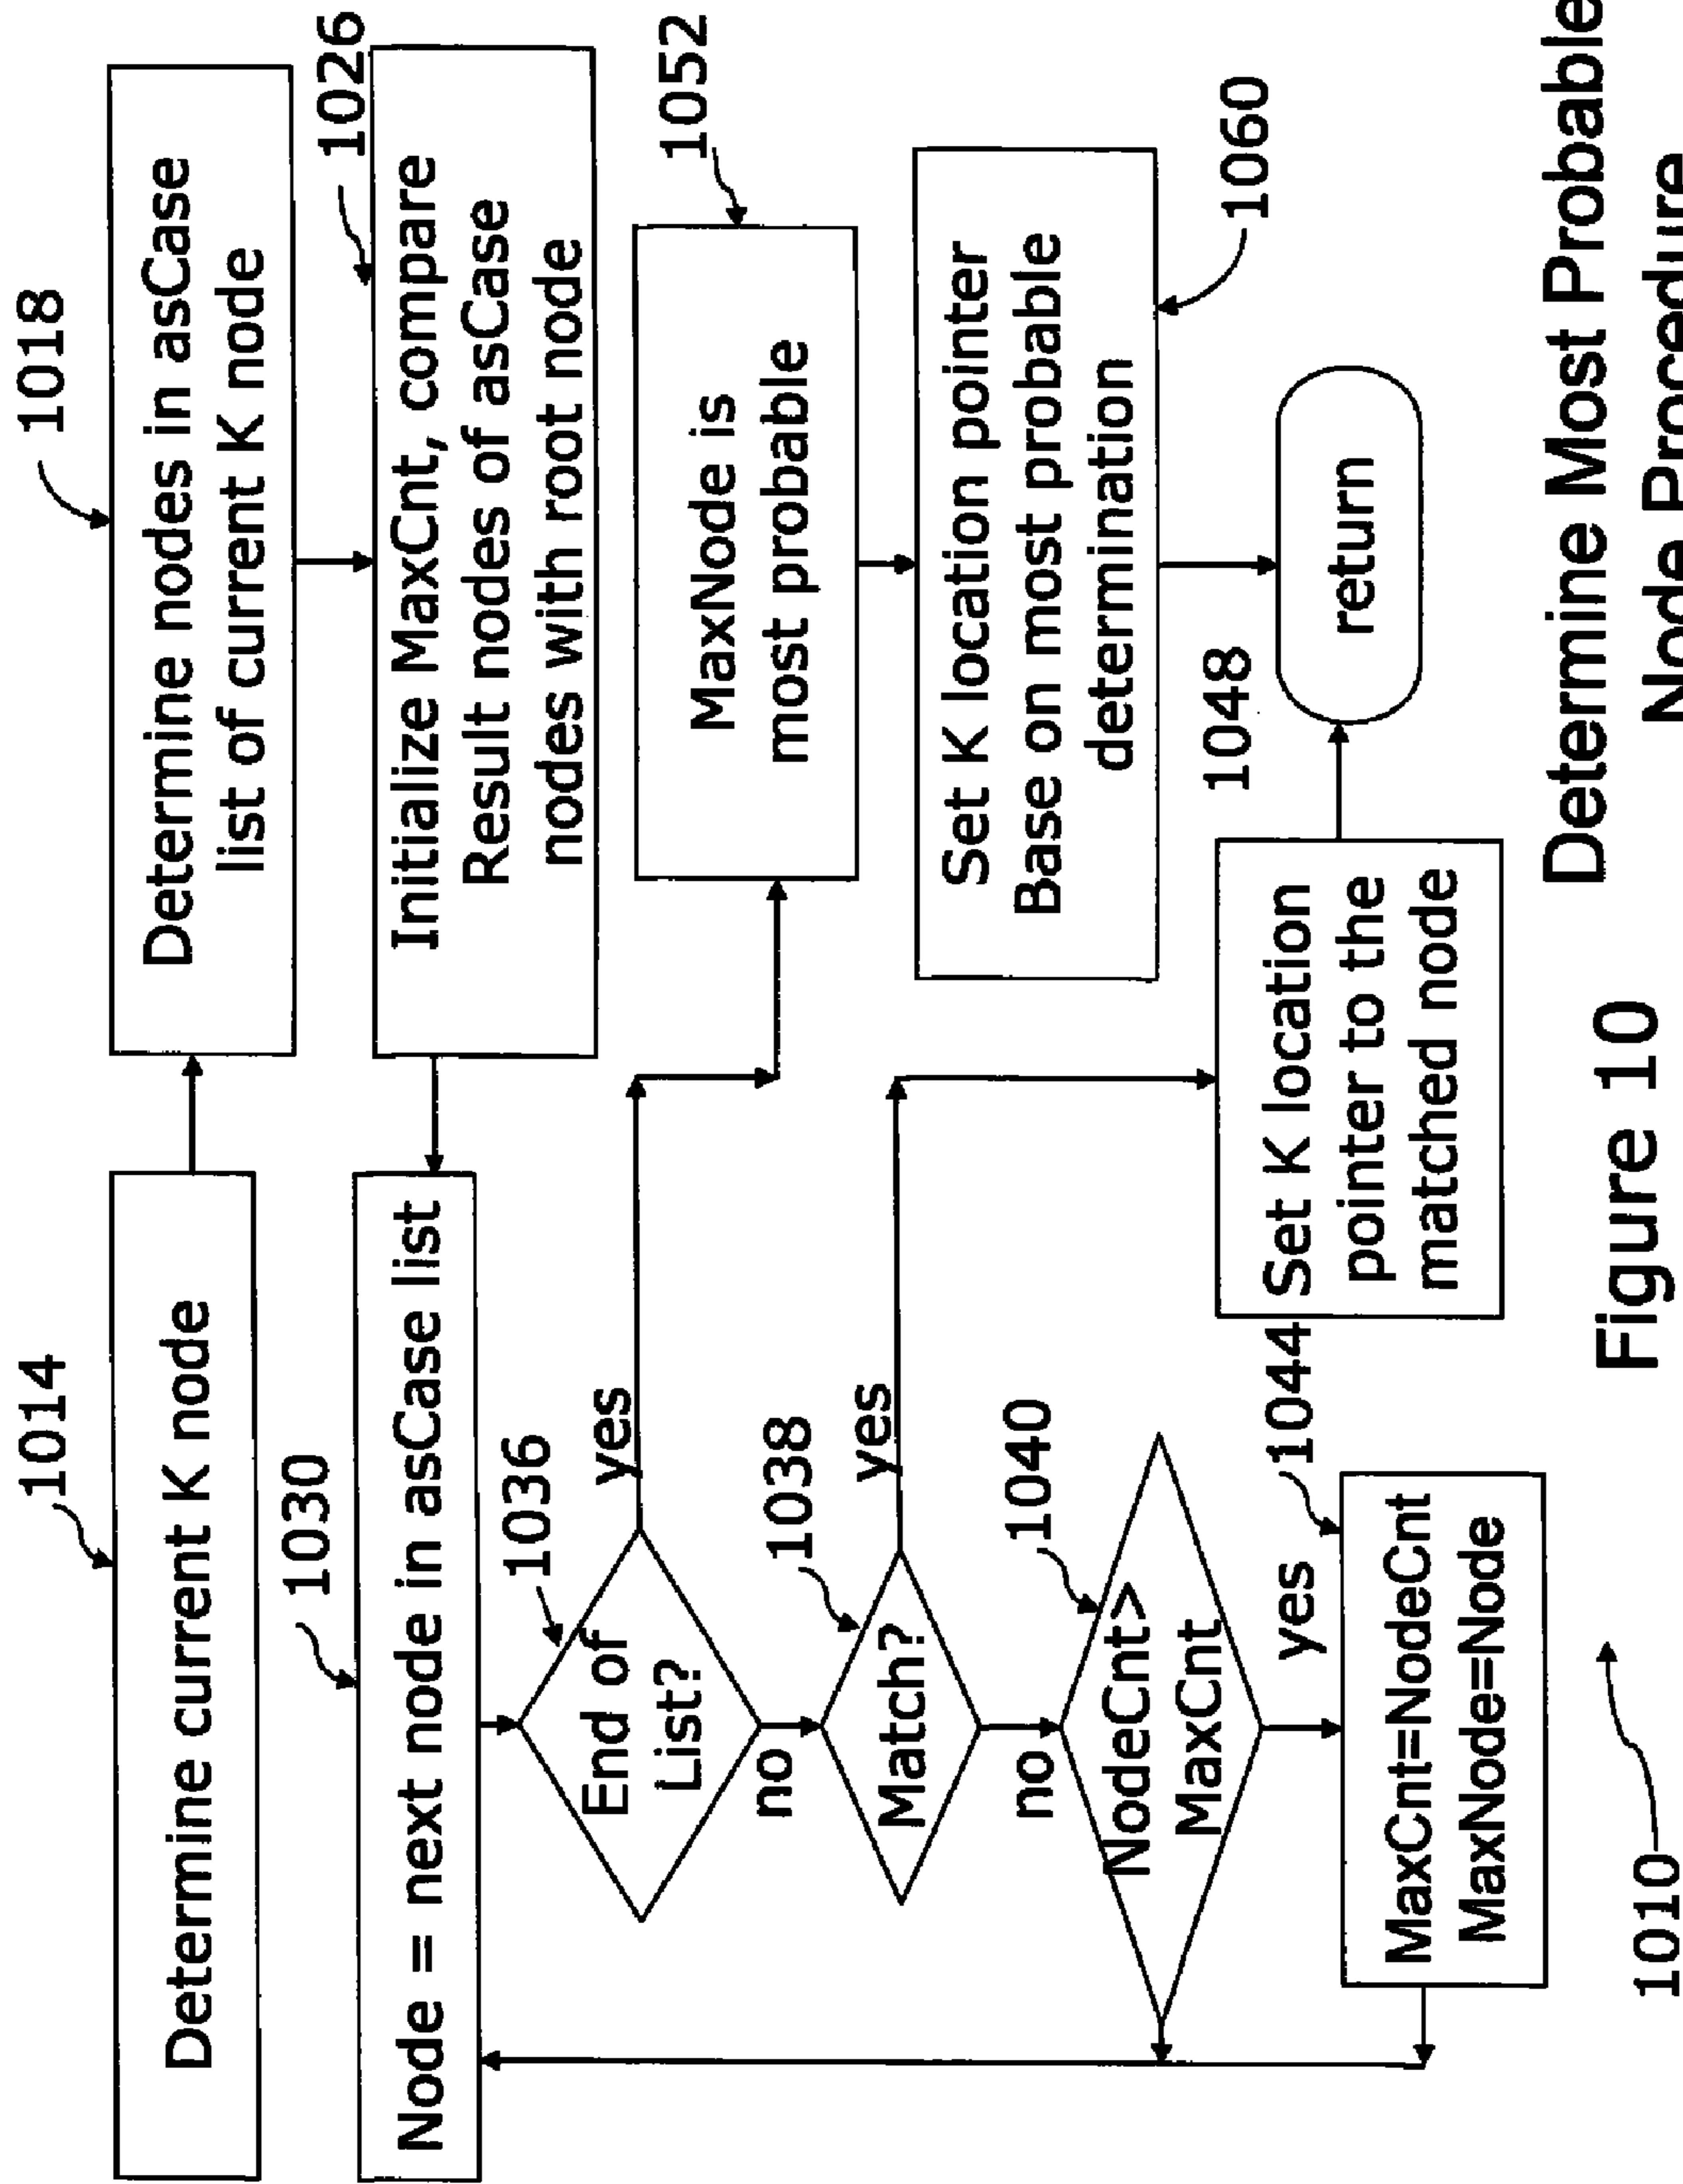 1014
Determine current K node
1018
Determine nodes in asCase
list of current K node
1026
Initialize MaxCnt, compare
Result nodes of asCase
nodes with root node
1030
Node = next node in asCase list
1036
End of
List?
yes
no
1038
Match?
yes
no
1040
NodeCnt>
MaxCnt
yes
1044
MaxCnt=NodeCnt
MaxNode=Node
1052
MaxNode is
most probable
Set K location pointer
Base on most probable
determination
1060
1048
Set K location
pointer to the
matched node
return
1010
Figure 10
Determine Most Probable
Node Procedure